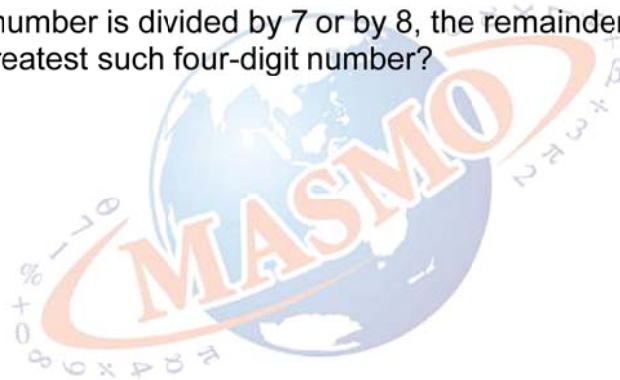 number is divided by 7 or by 8, the remainder
reatest such four-digit number?
MASMO